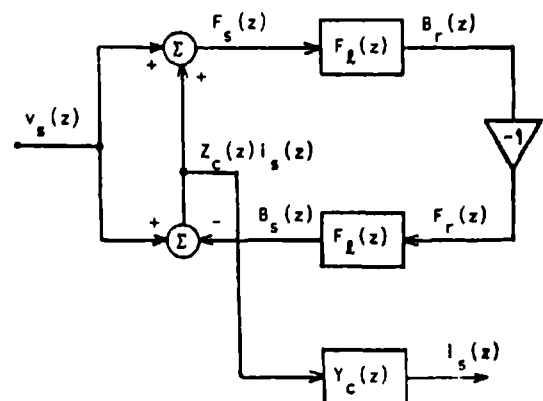 F_s(z)
B_r(z)
Σ
F_ℓ(z)
+
+
-1
v_s(z)
Z_c(z) i_s(z)
+
-
B_s(z)
F_r(z)
Σ
F_ℓ(z)
I_s(z)
Y_c(z)